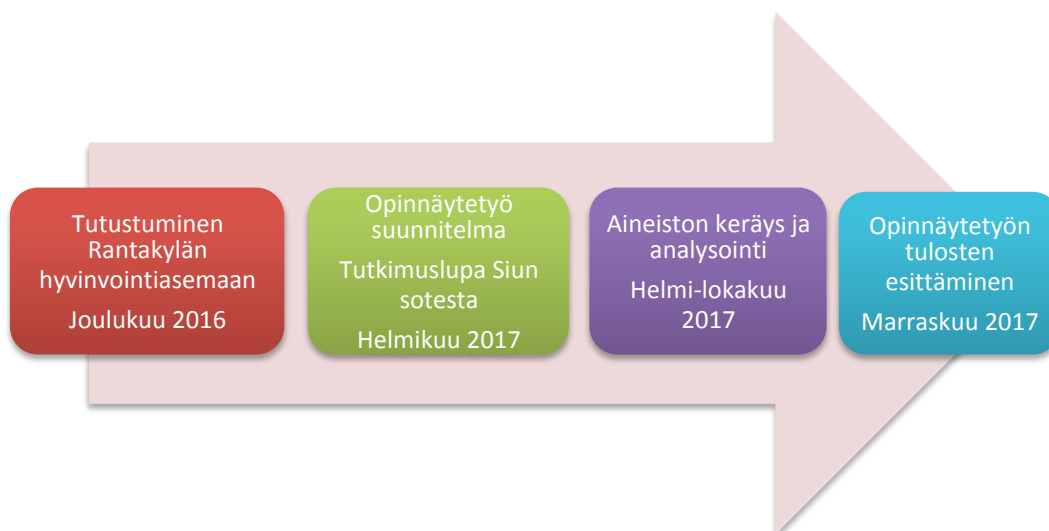 Tutustuminen
Rantakylän
hyvinvointiasemaan
Joulukuu 2016
Opinnäytetyö
suunnitelma
Tutkimuslupa Siun
sotesta
Helmikuu 2017
Aineiston keräys ja
analysointi
Helmi-lokakuu
2017
Opinnäytetyön
tulosten
esittäminen
Marraskuu 2017